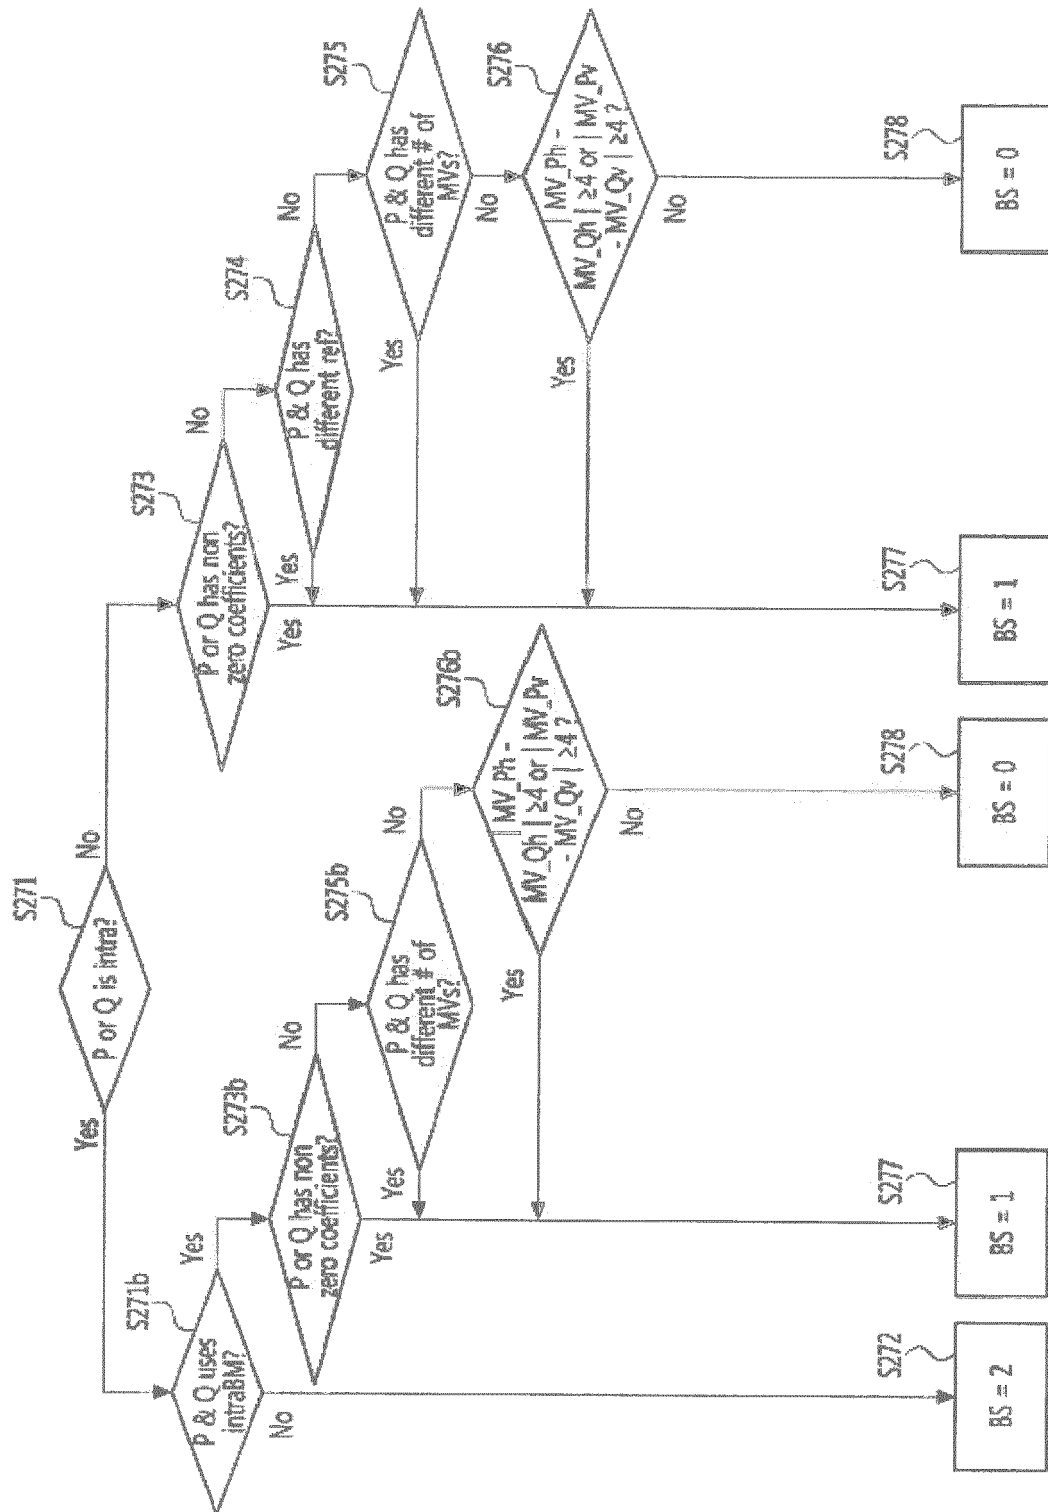 S271
P or Q is intra?
Yes
No
S271b
P & Q uses
intraBM?
Yes
No
S273b
P or Q has non
zero coefficients?
No
Yes
S275b
P & Q has
different # of
MVs?
No
Yes
S276b
| MV_Ph -
MV_Qh | ≥4 or | MV_Pv
- MV_Qv | ≥4 ?
Yes
No
S273
P or Q has non
zero coefficients?
No
Yes
S274
P & Q has
different ref?
No
Yes
S275
P & Q has
different # of
MVs?
Yes
No
S276
| MV_Ph -
MV_Qh | ≥4 or | MV_Pv
- MV_Qv | ≥4 ?
Yes
No
S272
BS = 2
S277
BS = 1
S278
BS = 0
S277
BS = 1
S278
BS = 0